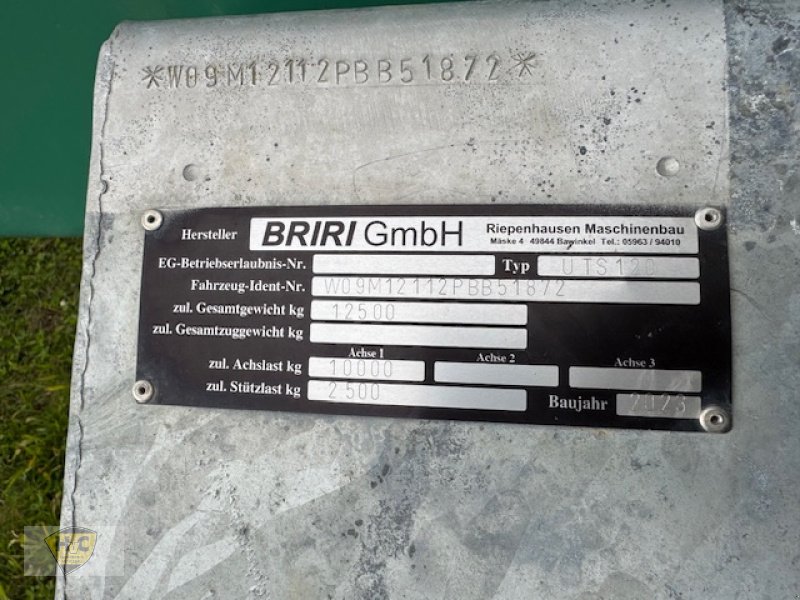 *W09M12112PBB51872*
Hersteller BRIRI GmbH Riepenhausen Maschinenbau
Mäske 4 49844 Bawinkel Tel.: 05963 / 94010
EG-Betriebserlaubnis-Nr. Typ UTS120
Fahrzeug-Ident-Nr. W09M12112PBB51872
zul. Gesamtgewicht kg 12500
zul. Gesamtzuggewicht kg
Achse 1 Achse 2 Achse 3
zul. Achslast kg 10000
zul. Stützlast kg 2500
Baujahr 2023